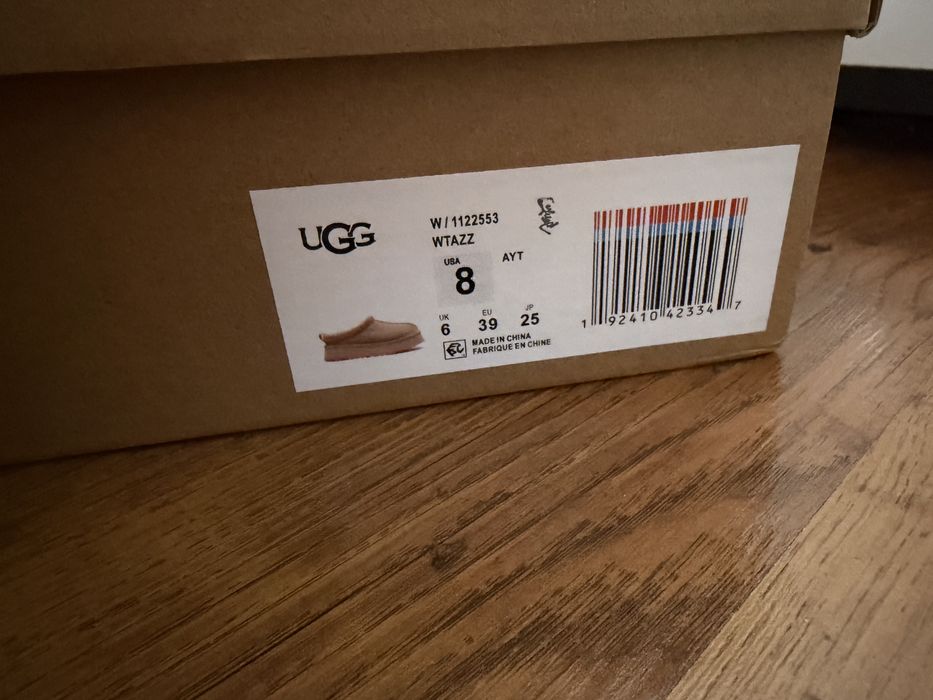 UGG
W / 1122553
WTAZZ
USA
8
AYT
UK
6
EU
39
JP
25
MADE IN CHINA
FABRIQUE EN CHINE
1 92410 42334 7